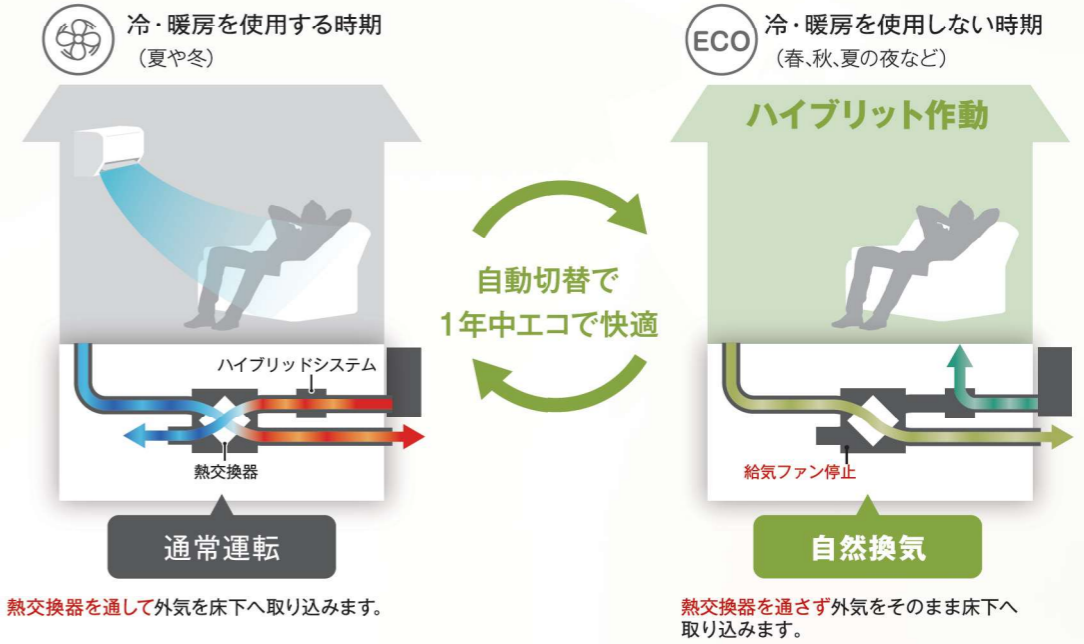 冷・暖房を使用する時期
（夏や冬）
ハイブリッドシステム
熱交換器
通常運転
熱交換器を通して外気を床下へ取り込みます。
自動切替で
1年中エコで快適
ECO
冷・暖房を使用しない時期
（春、秋、夏の夜など）
ハイブリット作動
給気ファン停止
自然換気
熱交換器を通さず外気をそのまま床下へ
取り込みます。